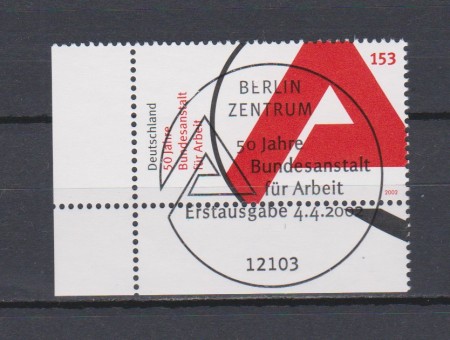 153
Deutschland
50 Jahre
Bundesanstalt
für Arbeit
2002
BERLIN
ZENTRUM
50 Jahre
Bundesanstalt
für Arbeit
Erstausgabe 4.4.2002
12103